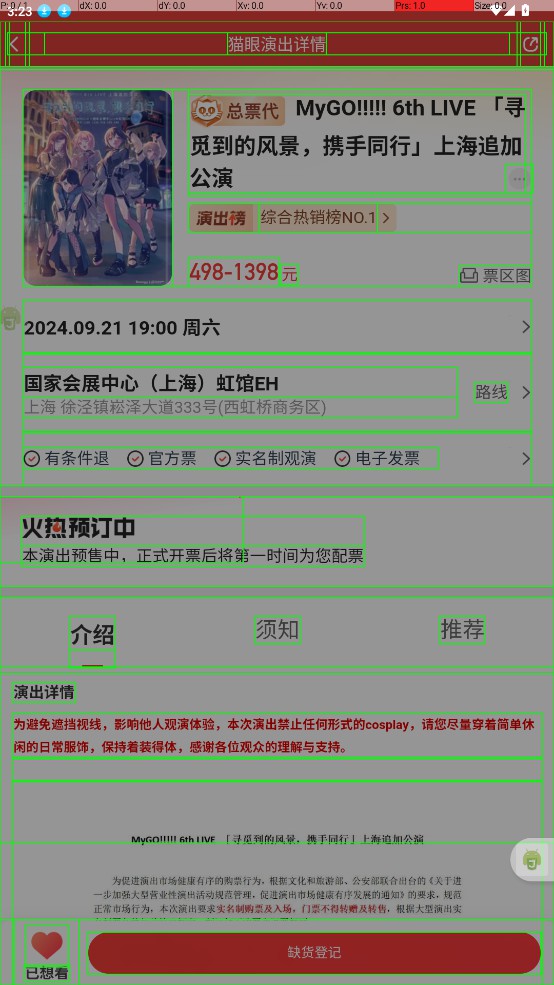 P: 0 / 1 dX: 0.0 dY: 0.0 Xv: 0.0 Yv: 0.0 Prs: 1.0 Size: 0.0
3:23
猫眼演出详情
总票代 MyGO!!!!! 6th LIVE 「寻
觅到的风景，携手同行」上海追加
公演
演出榜 综合热销榜NO.1
498-1398 元
票区图
2024.09.21 19:00 周六
国家会展中心（上海）虹馆EH
路线
上海 徐泾镇崧泽大道333号(西虹桥商务区)
有条件退 官方票 实名制观演 电子发票
火热预订中
本演出预售中，正式开票后将第一时间为您配票
介绍 须知 推荐
演出详情
为避免遮挡视线，影响他人观演体验，本次演出禁止任何形式的cosplay，请您尽量穿着简单休
闲的日常服饰，保持着装得体，感谢各位观众的理解与支持。
MyGO!!!!! 6th LIVE 「寻觅到的风景，携手同行」上海追加公演
为促进演出市场健康有序的购票行为，根据文化和旅游部、公安部联合出台的《关于进
一步加强大型营业性演出活动规范管理，促进演出市场健康有序发展的通知》的要求，规范
正常市场行为，本次演出要求实名制购票及入场，门票不得转赠及转售，根据大型演出实
已想看
缺货登记